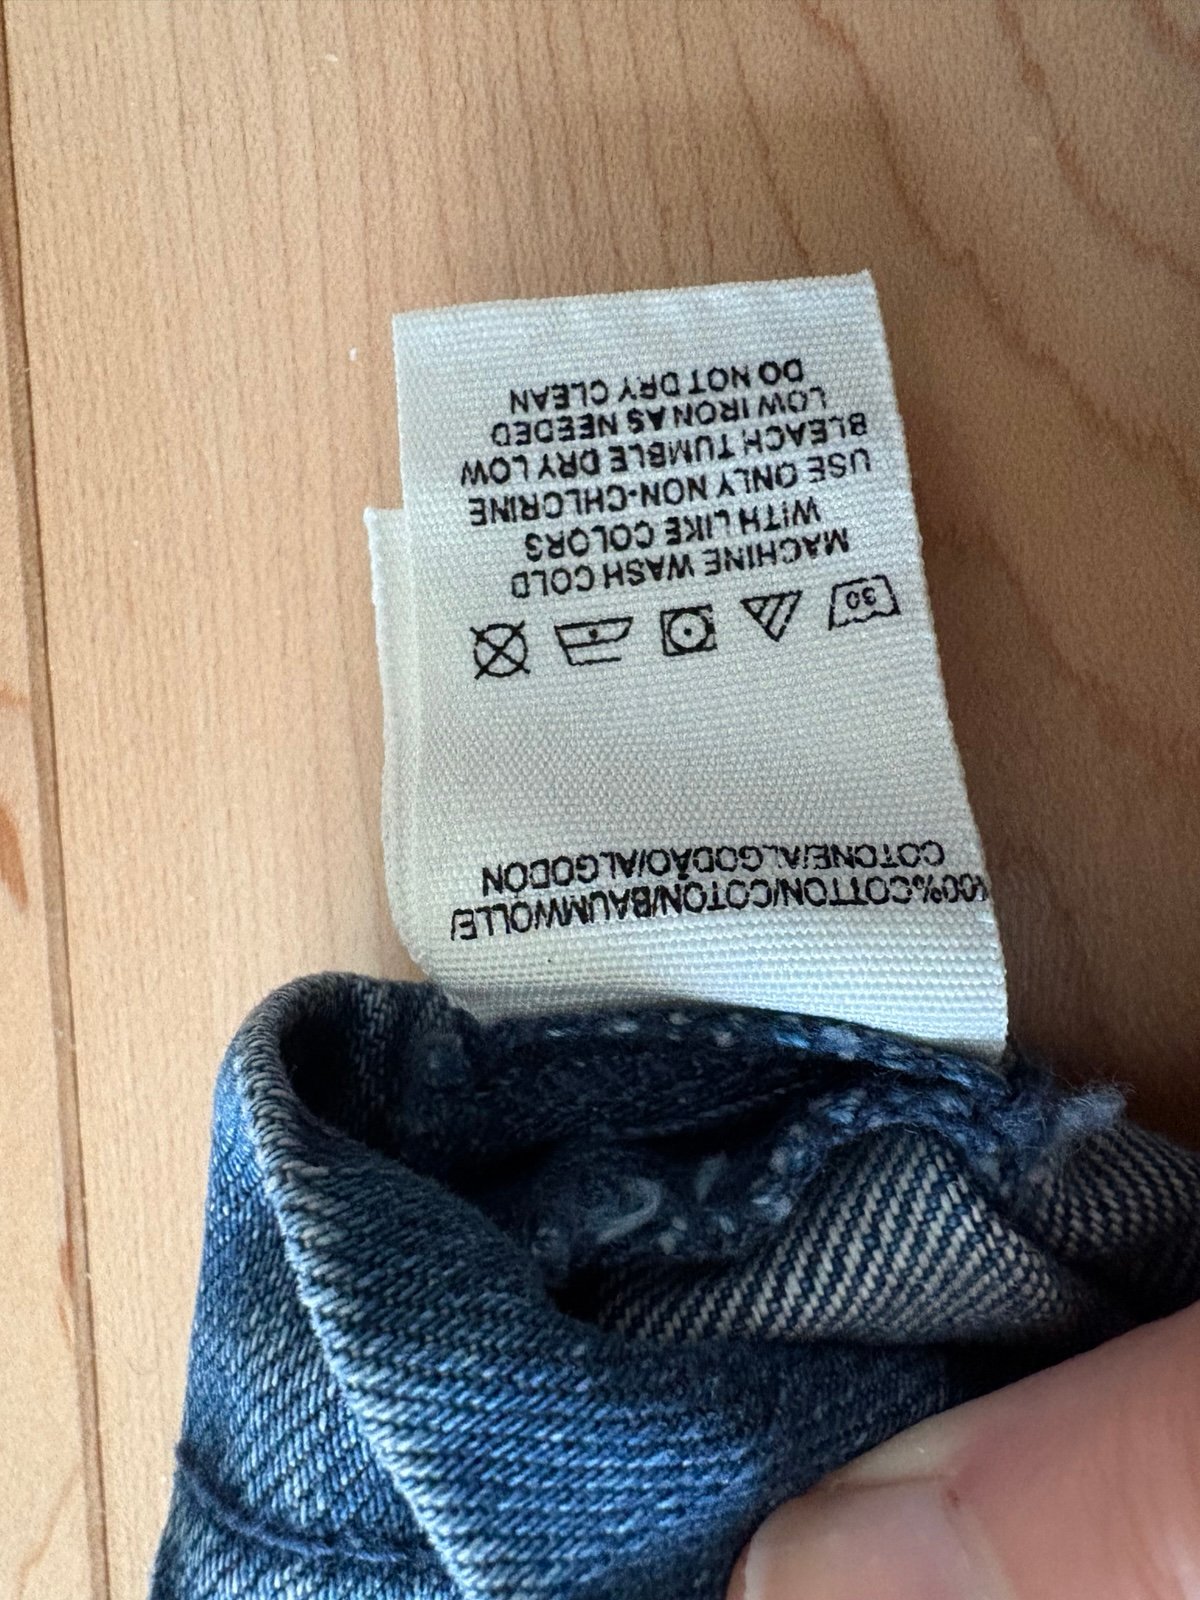 100%COTTON/COTON/BAUMWOLLE/
COTONE/ALGODÃO/ALGODON
30
MACHINE WASH COLD
WITH LIKE COLORS
USE ONLY NON-CHLORINE
BLEACH TUMBLE DRY LOW
LOW IRON AS NEEDED
DO NOT DRY CLEAN